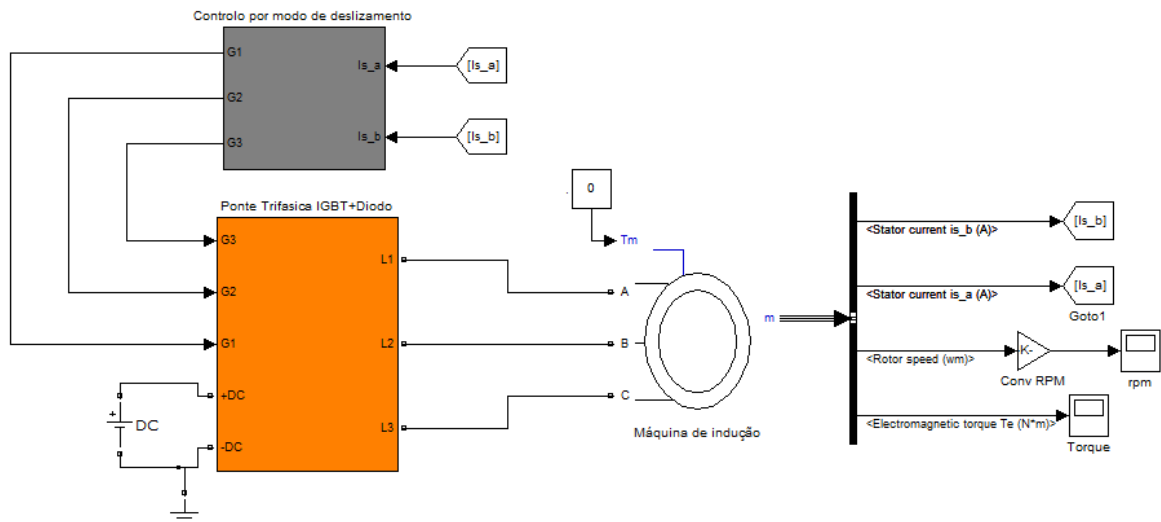 Controlo por modo de deslizamento
G1
G2
G3
Is_a
Is_b
[Is_a]
[Is_b]
Ponte Trifasica IGBT+Diodo
G3
G2
G1
+DC
-DC
L1
L2
L3
+
DC
0
Tm
A
B
C
m
Máquina de indução
<Stator current is_b (A)>
[Is_b]
<Stator current is_a (A)>
[Is_a]
Goto1
<Rotor speed (wm)>
K-
Conv RPM
rpm
<Electromagnetic torque Te (N*m)>
Torque